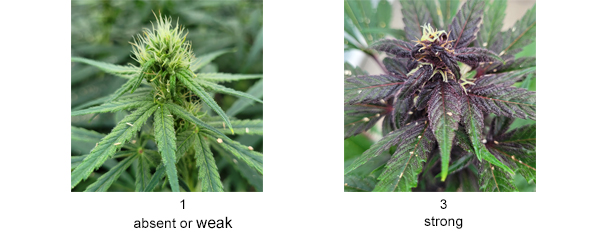 1
absent or weak
3
strong